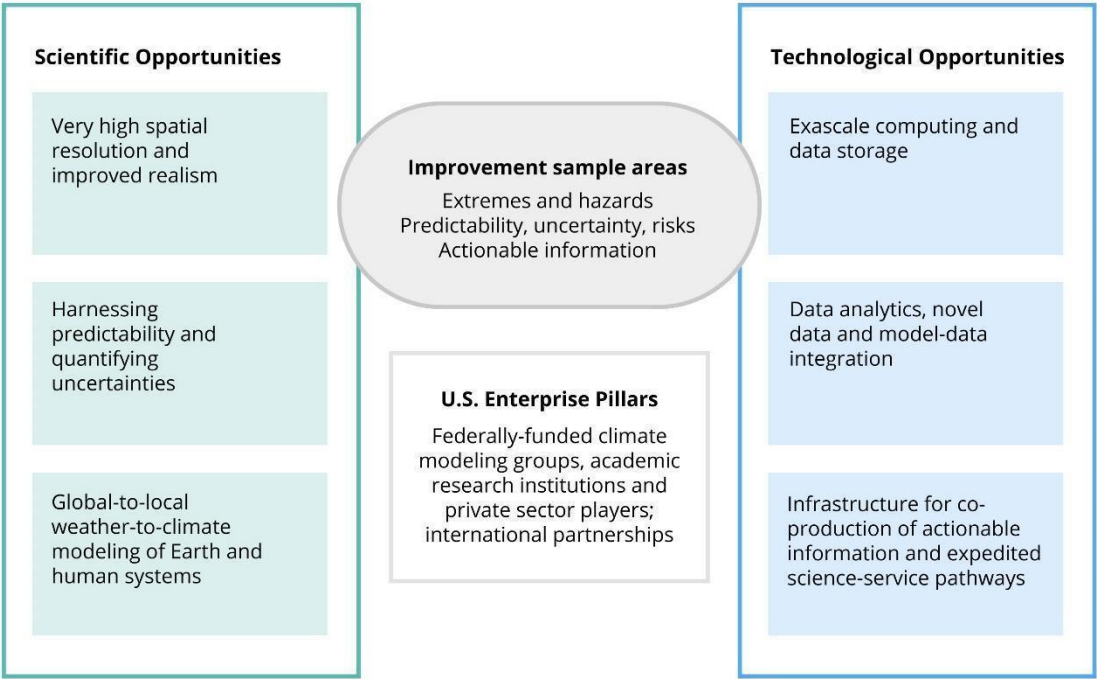 Scientific Opportunities
Very high spatial
resolution and
improved realism
Harnessing
predictability and
quantifying
uncertainties
Global-to-local
weather-to-climate
modeling of Earth and
human systems
Improvement sample areas
Extremes and hazards
Predictability, uncertainty, risks
Actionable information
U.S. Enterprise Pillars
Federally-funded climate
modeling groups, academic
research institutions and
private sector players;
international partnerships
Technological Opportunities
Exascale computing and
data storage
Data analytics, novel
data and model-data
integration
Infrastructure for co-
production of actionable
information and expedited
science-service pathways